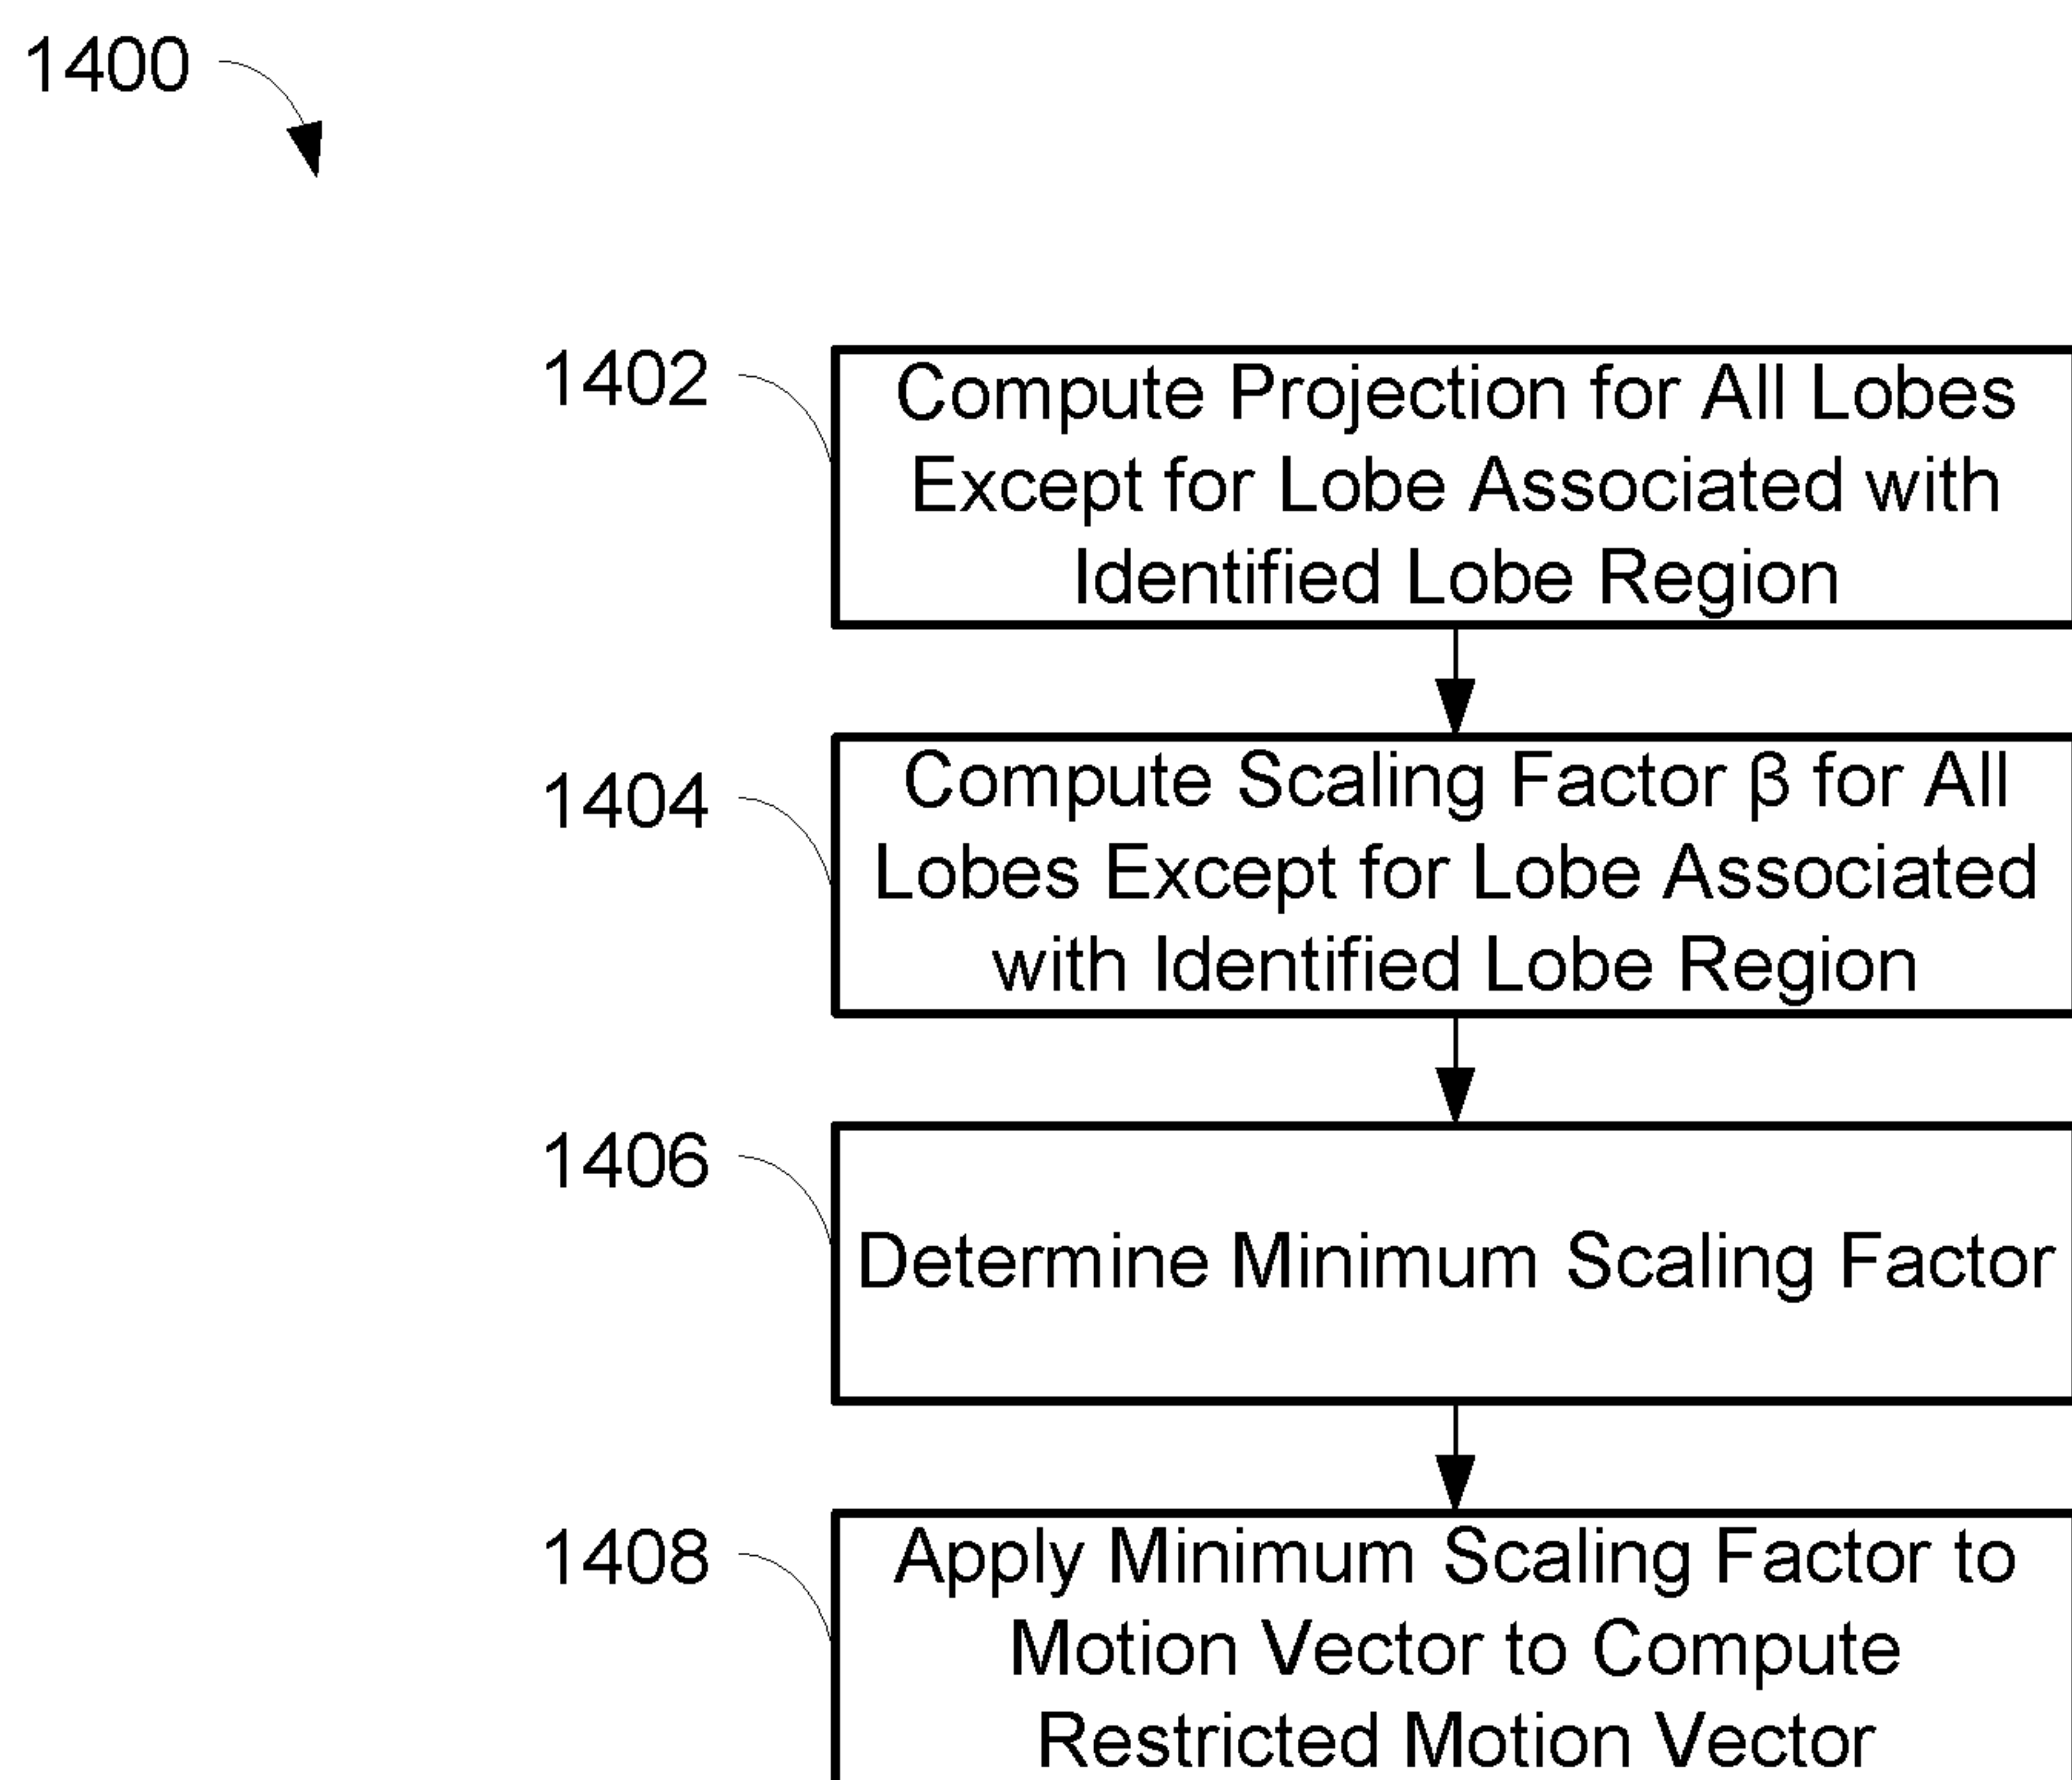 1400
1402
Compute Projection for All Lobes
Except for Lobe Associated with
Identified Lobe Region
1404
Compute Scaling Factor β for All
Lobes Except for Lobe Associated
with Identified Lobe Region
1406
Determine Minimum Scaling Factor
1408
Apply Minimum Scaling Factor to
Motion Vector to Compute
Restricted Motion Vector